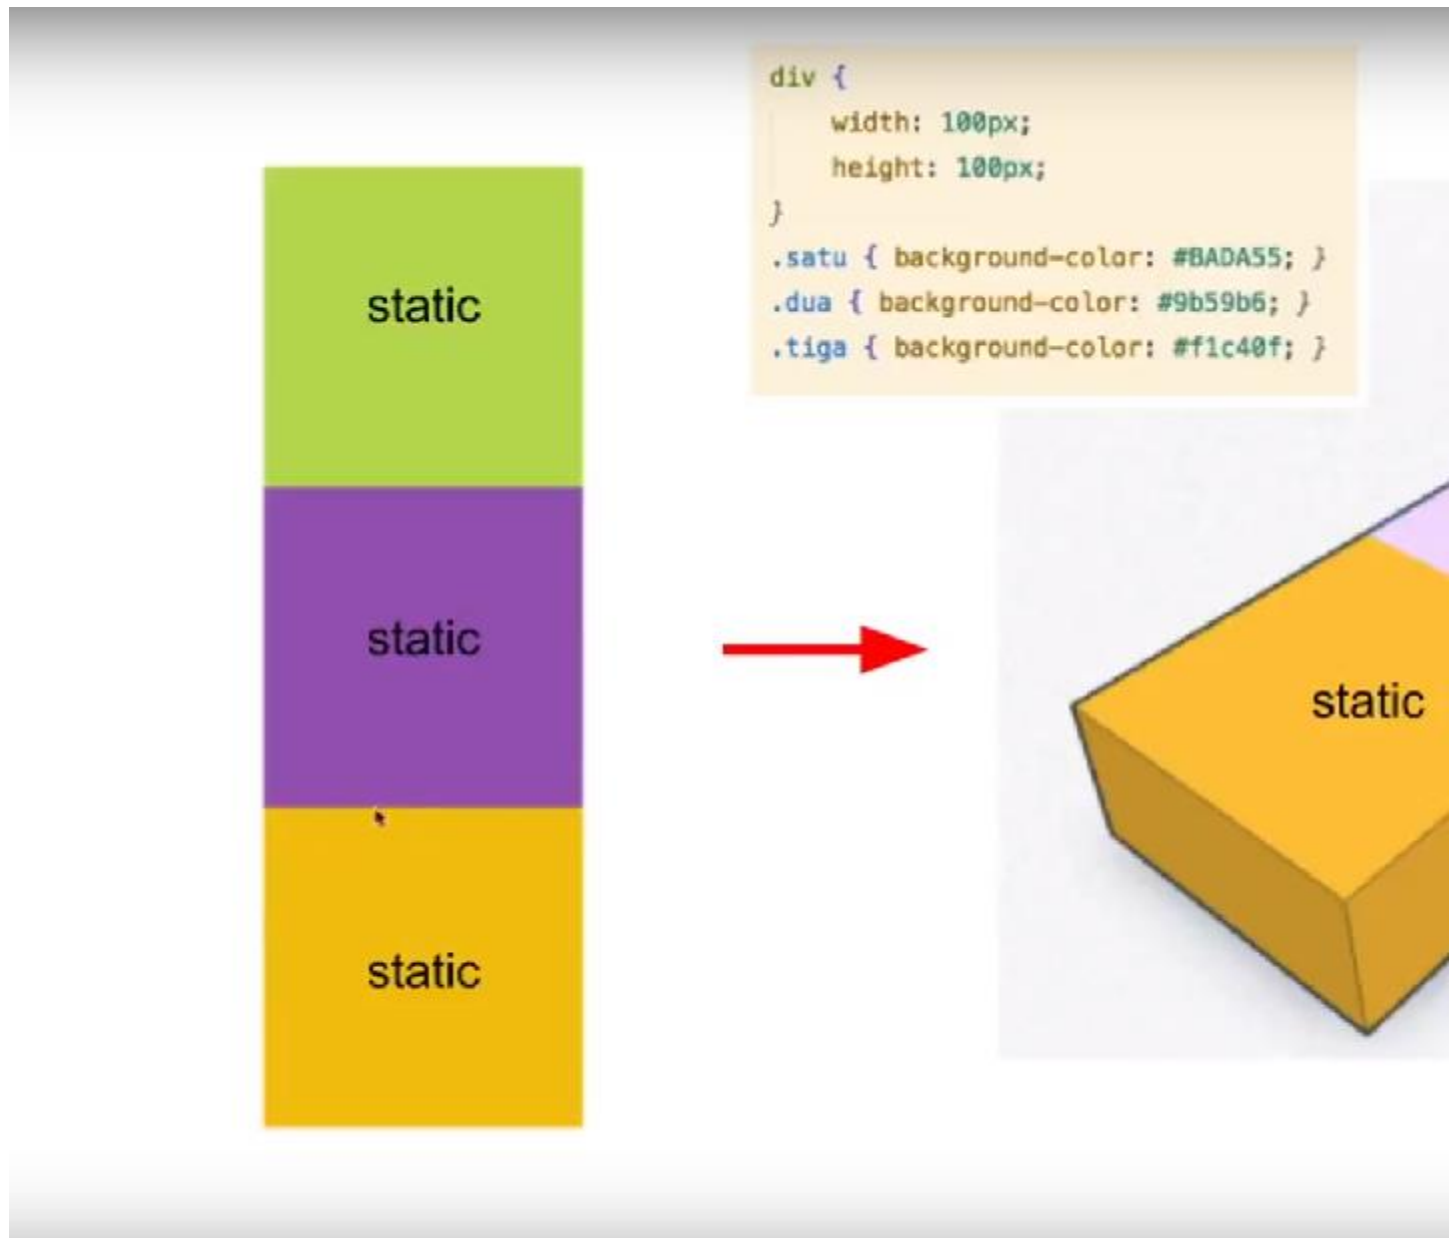 div {
width: 100px;
height: 100px;
}
.satu { background-color: #BADA55; }
.dua { background-color: #9b59b6; }
.tiga { background-color: #f1c40f; }
static
static
static
static